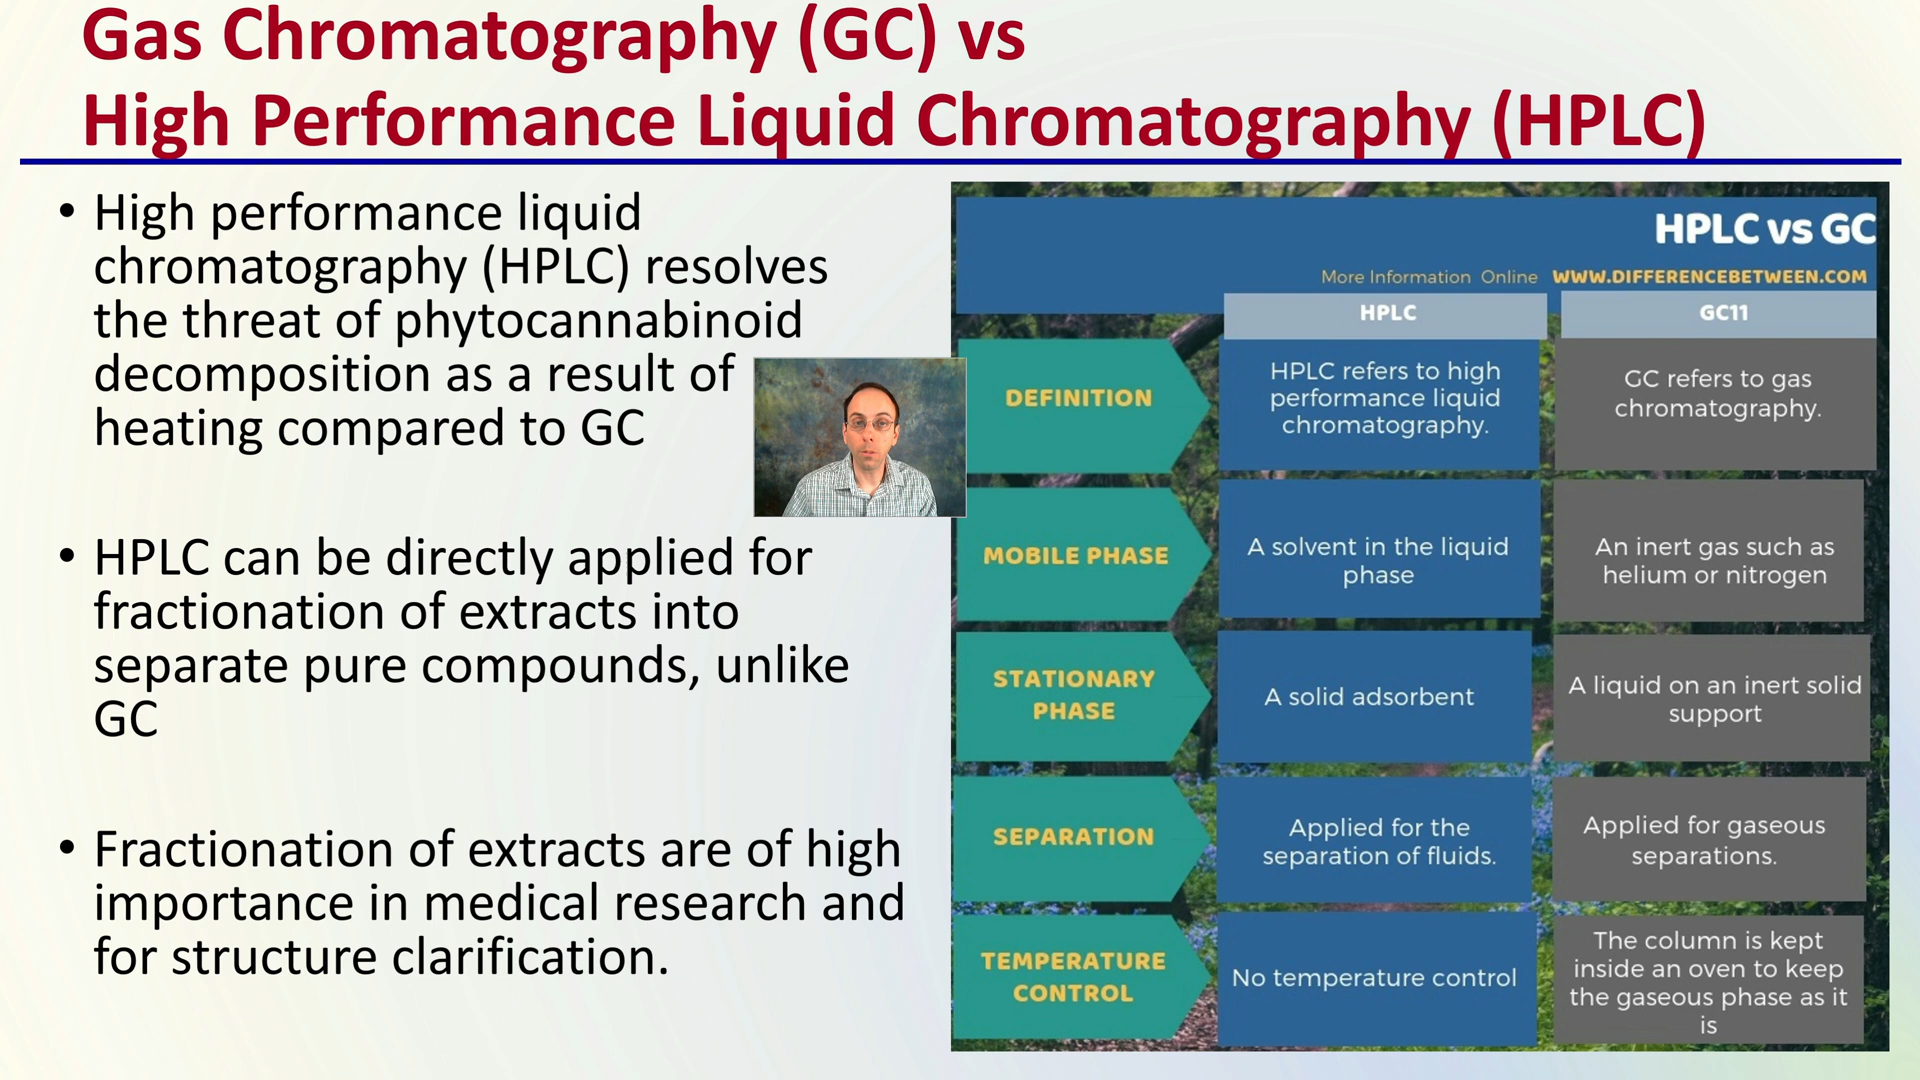 Gas Chromatography (GC) vs
High Performance Liquid Chromatography (HPLC)
• High performance liquid
chromatography (HPLC) resolves
the threat of phytocannabinoid
decomposition as a result of
heating compared to GC
• HPLC can be directly applied for
fractionation of extracts into
separate pure compounds, unlike
GC
• Fractionation of extracts are of high
importance in medical research and
for structure clarification.
HPLC vs GC
More Information Online WWW.DIFFERENCEBETWEEN.COM
HPLC
GC11
DEFINITION
HPLC refers to high
performance liquid
chromatography.
GC refers to gas
chromatography.
MOBILE PHASE
A solvent in the liquid
phase
An inert gas such as
helium or nitrogen
STATIONARY
PHASE
A solid adsorbent
A liquid on an inert solid
support
SEPARATION
Applied for the
separation of fluids.
Applied for gaseous
separations.
TEMPERATURE
CONTROL
No temperature control
The column is kept
inside an oven to keep
the gaseous phase as it
is